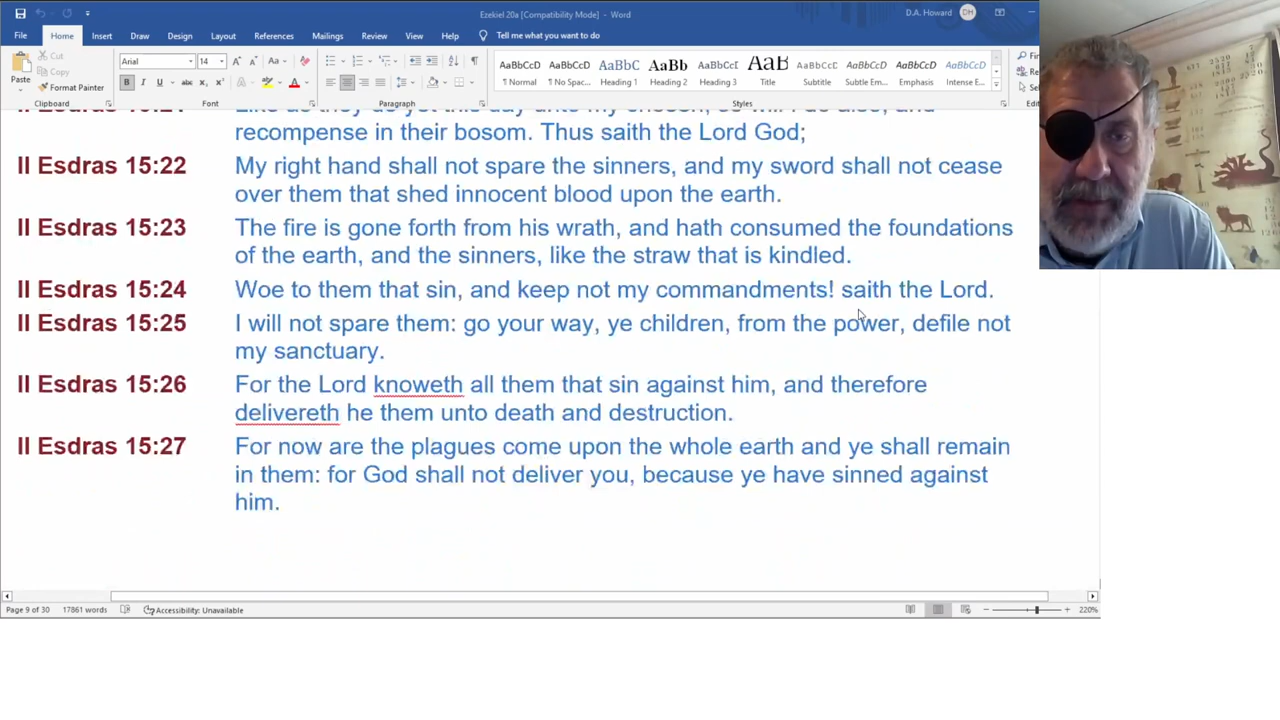 Ezekiel 20a [Compatibility Mode] - Word
D.A. Howard
DH
File Home Insert Draw Design Layout References Mailings Review View Help Tell me what you want to do
Paste
Cut
Copy
Format Painter
Arial
14
AaBbCcD AaBbCcD AaBbC AaBbCc AaBbCcI AaB AaBbCcD AaBbCcD AaBbCcD AaBbCcD
¶ Normal ¶ No Spac... Heading 1 Heading 2 Heading 3 Title Subtitle Subtle Em... Emphasis Intense E...
Clipboard Font Paragraph Styles
recompense in their bosom. Thus saith the Lord God;
II Esdras 15:22 My right hand shall not spare the sinners, and my sword shall not cease
over them that shed innocent blood upon the earth.
II Esdras 15:23 The fire is gone forth from his wrath, and hath consumed the foundations
of the earth, and the sinners, like the straw that is kindled.
II Esdras 15:24 Woe to them that sin, and keep not my commandments! saith the Lord.
II Esdras 15:25 I will not spare them: go your way, ye children, from the power, defile not
my sanctuary.
II Esdras 15:26 For the Lord knoweth all them that sin against him, and therefore
delivereth he them unto death and destruction.
II Esdras 15:27 For now are the plagues come upon the whole earth and ye shall remain
in them: for God shall not deliver you, because ye have sinned against
him.
Page 9 of 30 17861 words Accessibility: Unavailable 220%